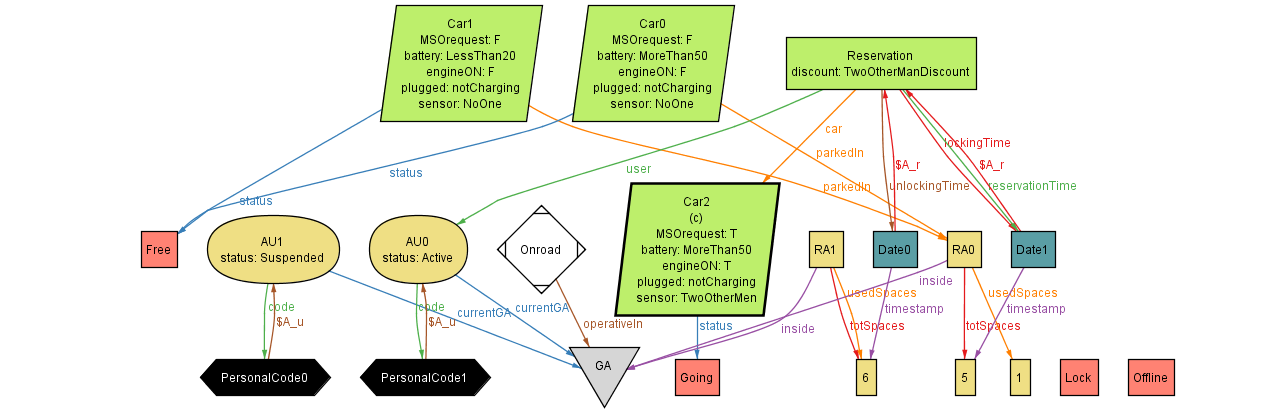 Car1
MSOrequest: F
battery: LessThan20
engineON: F
plugged: notCharging
sensor: NoOne
Car0
MSOrequest: F
battery: MoreThan50
engineON: F
plugged: notCharging
sensor: NoOne
Reservation
discount: TwoOtherManDiscount
car
lockingTime
parkedIn
$A_r
$A_r
user
status
parkedIn
unlockingTime
reservationTime
status
Car2
(c)
MSOrequest: T
battery: MoreThan50
engineON: T
plugged: notCharging
sensor: TwoOtherMen
Free
AU1
status: Suspended
AU0
status: Active
Onroad
RA1
Date0
RA0
Date1
inside
usedSpaces
usedSpaces
code
code
currentGA
currentGA
timestamp
timestamp
$A_u
$A_u
operativeIn
status
inside
totSpaces
totSpaces
PersonalCode0
PersonalCode1
GA
Going
6
5
1
Lock
Offline